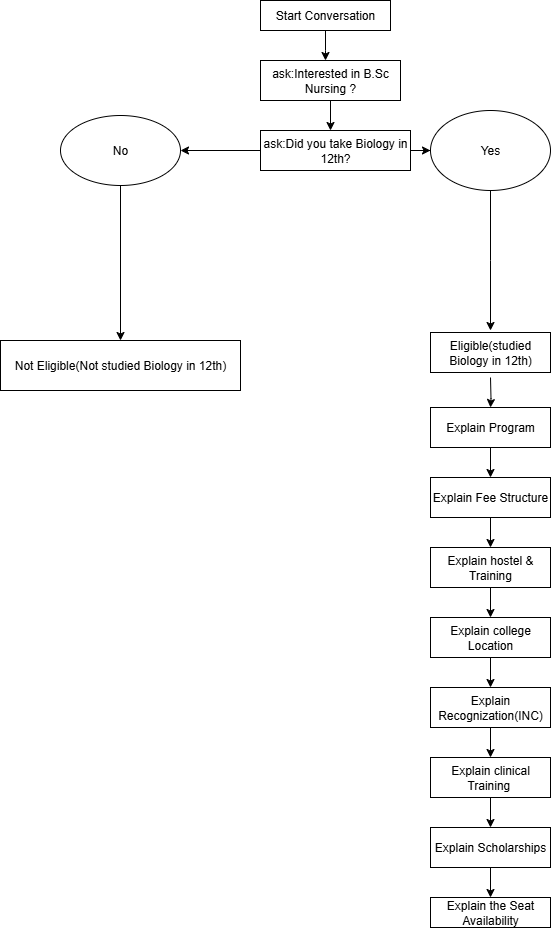 Start Conversation
ask:Interested in B.Sc
Nursing ?
ask:Did you take Biology in
12th?
No
Yes
Not Eligible(Not studied Biology in 12th)
Eligible(studied
Biology in 12th)
Explain Program
Explain Fee Structure
Explain hostel &
Training
Explain college
Location
Explain
Recognization(INC)
Explain clinical
Training
Explain Scholarships
Explain the Seat
Availability